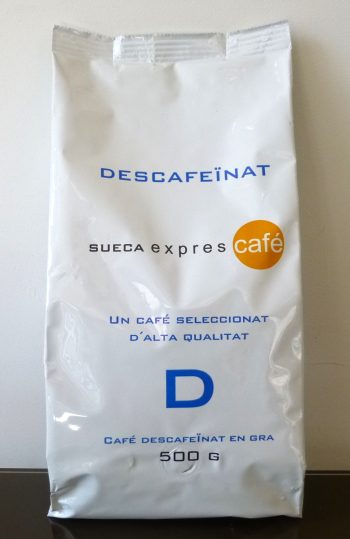 DESCAFEÏNAT
SUECA expres café
UN CAFÉ SELECCIONAT
D´ALTA QUALITAT
D
CAFÉ DESCAFEÏNAT EN GRA
500 G